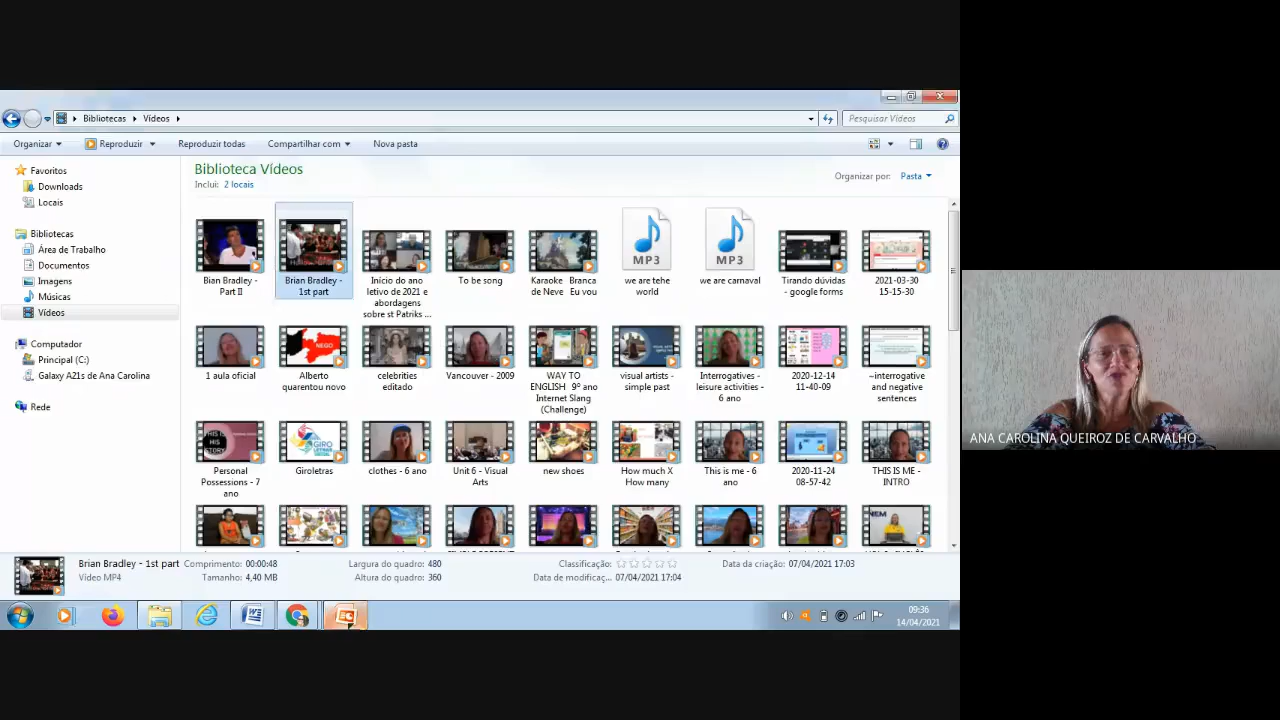 Bibliotecas
Vídeos
Pesquisar Vídeos
Organizar
Reproduzir
Reproduzir todas
Compartilhar com
Nova pasta
Favoritos
Downloads
Locais
Bibliotecas
Área de Trabalho
Documentos
Imagens
Músicas
Vídeos
Computador
Principal (C:)
Galaxy A21s de Ana Carolina
Rede
Biblioteca Vídeos
Inclui: 2 locais
Organizar por: Pasta
Bian Bradley -
Part II
Brian Bradley -
1st part
Início do ano
letivo de 2021 e
abordagens
sobre st Patriks ...
To be song
Karaoke Branca
de Neve Eu vou
MP3
we are tehe
world
MP3
we are carnaval
Tirando dúvidas
- google forms
2021-03-30
15-15-30
1 aula oficial
NEGO
Alberto
quarentou novo
celebrities
editado
Vancouver - 2009
WAY TO
ENGLISH 9º ano
Internet Slang
(Challenge)
visual artists -
simple past
Interrogatives -
leisure activities -
6 ano
2020-12-14
11-40-09
~interrogative
and negative
sentences
THIS IS
HIS
STORY
Personal
Possessions - 7
ano
GIRO
LETRAS
Giroletras
clothes - 6 ano
Unit 6 - Visual
Arts
new shoes
How much X
How many
This is me - 6
ano
2020-11-24
08-57-42
THIS IS ME -
INTRO
Brian Bradley - 1st part
Vídeo MP4
Comprimento: 00:00:48
Tamanho: 4,40 MB
Largura do quadro: 480
Altura do quadro: 360
Classificação:
Data de modificaç... 07/04/2021 17:04
Data da criação: 07/04/2021 17:03
09:36
14/04/2021
ANA CAROLINA QUEIROZ DE CARVALHO